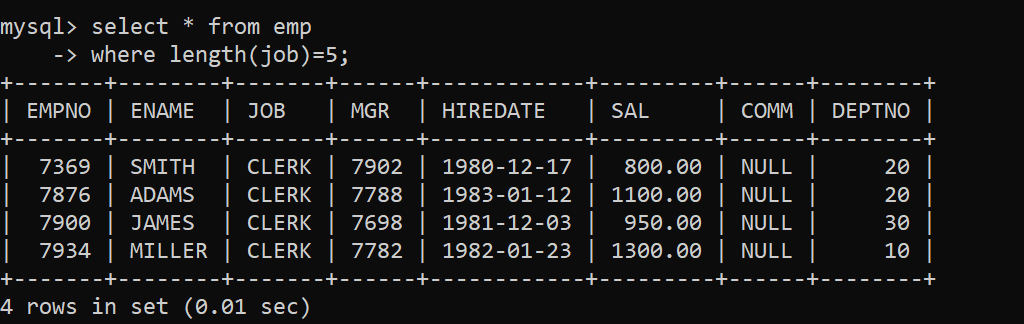 mysql> select * from emp
    -> where length(job)=5;
+-------+--------+-------+------+-------------+---------+------+--------+
| EMPNO | ENAME  | JOB   | MGR  | HIREDATE    | SAL     | COMM | DEPTNO |
+-------+--------+-------+------+-------------+---------+------+--------+
|  7369 | SMITH  | CLERK | 7902 | 1980-12-17  |  800.00 | NULL |     20 |
|  7876 | ADAMS  | CLERK | 7788 | 1983-01-12  | 1100.00 | NULL |     20 |
|  7900 | JAMES  | CLERK | 7698 | 1981-12-03  |  950.00 | NULL |     30 |
|  7934 | MILLER | CLERK | 7782 | 1982-01-23  | 1300.00 | NULL |     10 |
+-------+--------+-------+------+-------------+---------+------+--------+
4 rows in set (0.01 sec)